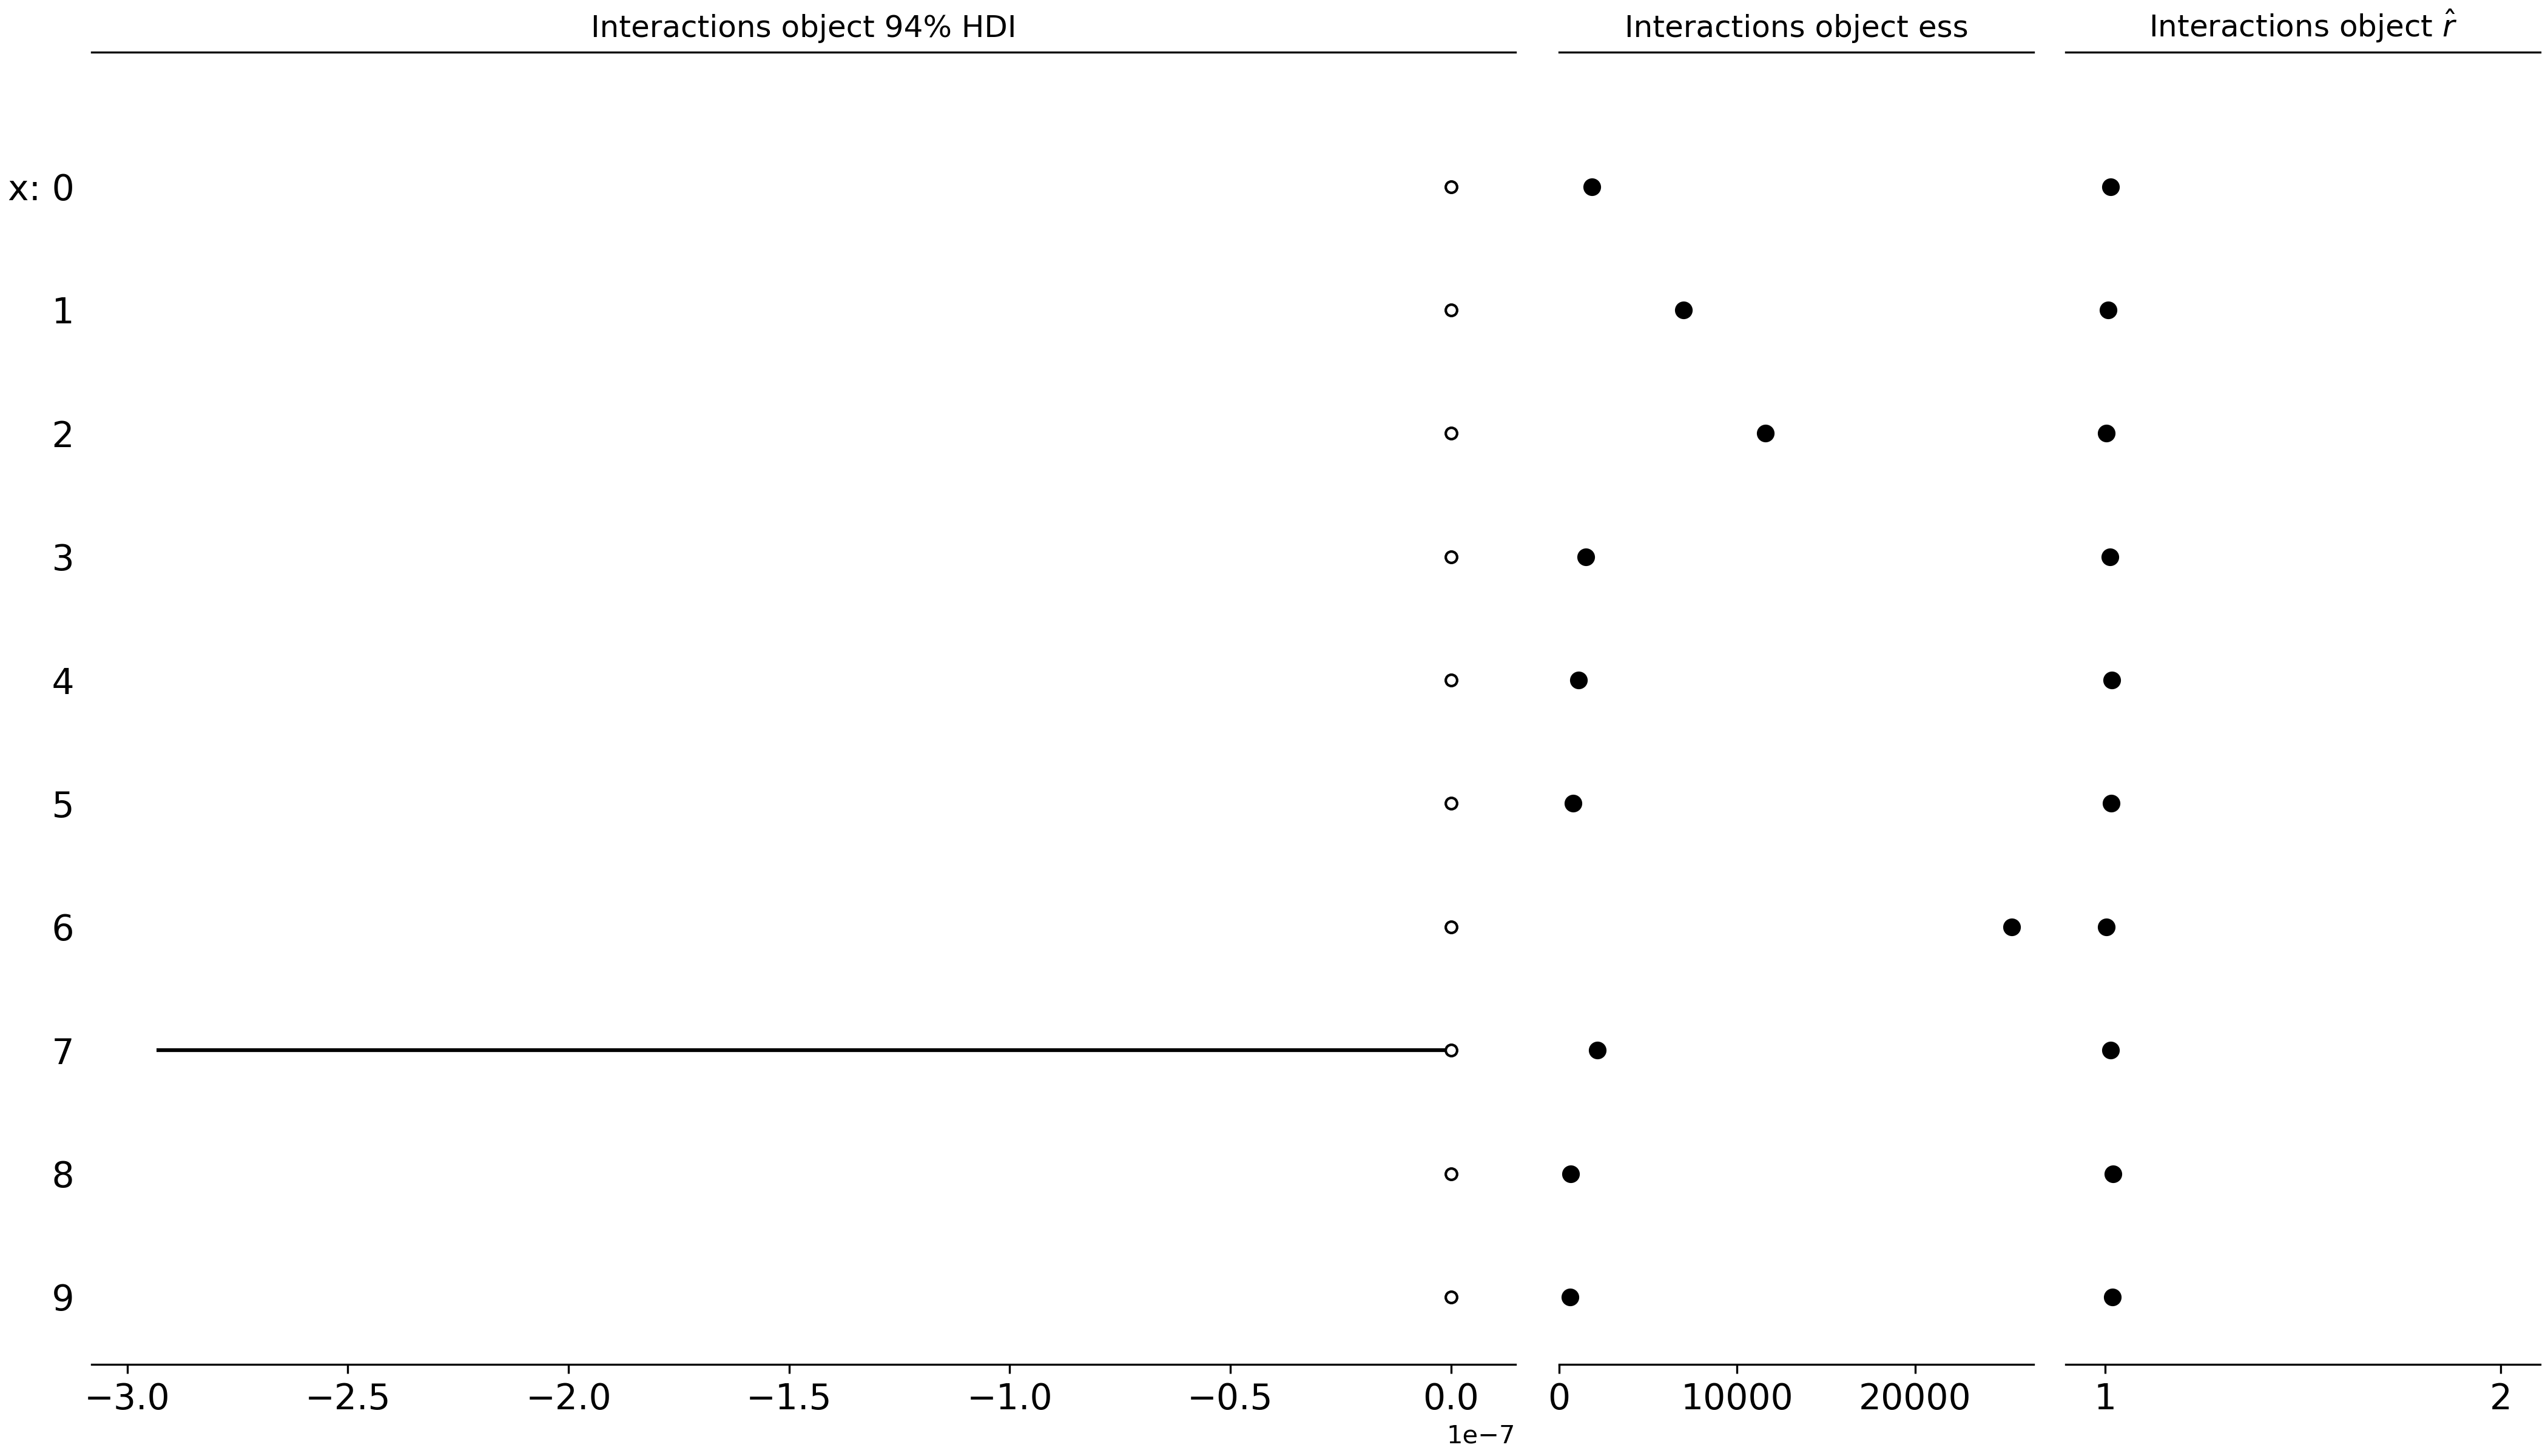 Interactions object 94% HDI
Interactions object ess
Interactions object r̂
x: 0
1
2
3
4
5
6
7
8
9
−3.0 −2.5 −2.0 −1.5 −1.0 −0.5 0.0
1e−7
0 10000 20000
1 2